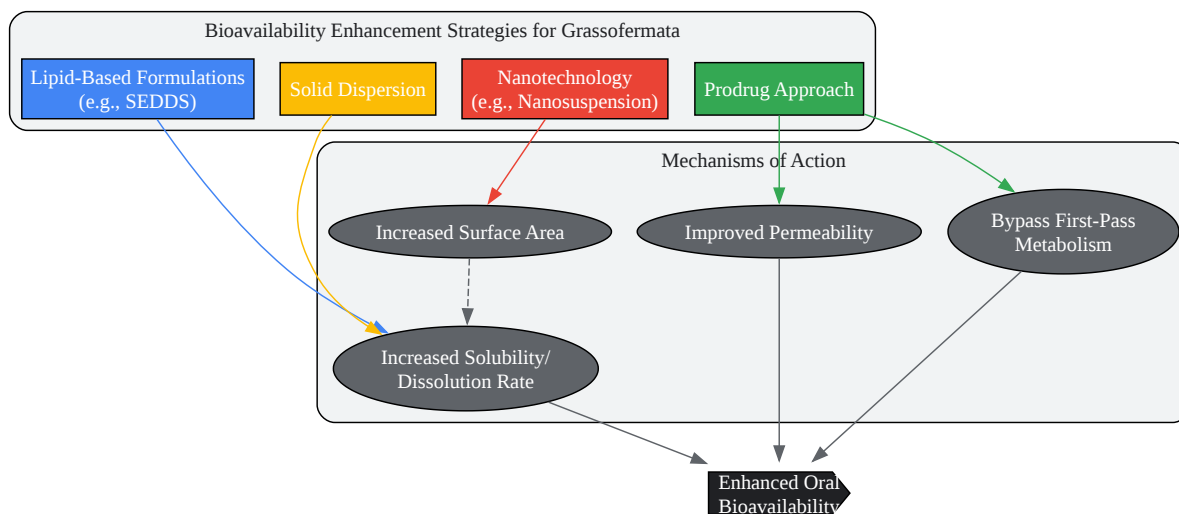 Bioavailability Enhancement Strategies for Grassofermata
Lipid-Based Formulations
(e.g., SEDDS)
Solid Dispersion
Nanotechnology
(e.g., Nanosuspension)
Prodrug Approach
Mechanisms of Action
Increased Surface Area
Improved Permeability
Bypass First-Pass
Metabolism
Increased Solubility/
Dissolution Rate
Enhanced Oral
Bioavailability